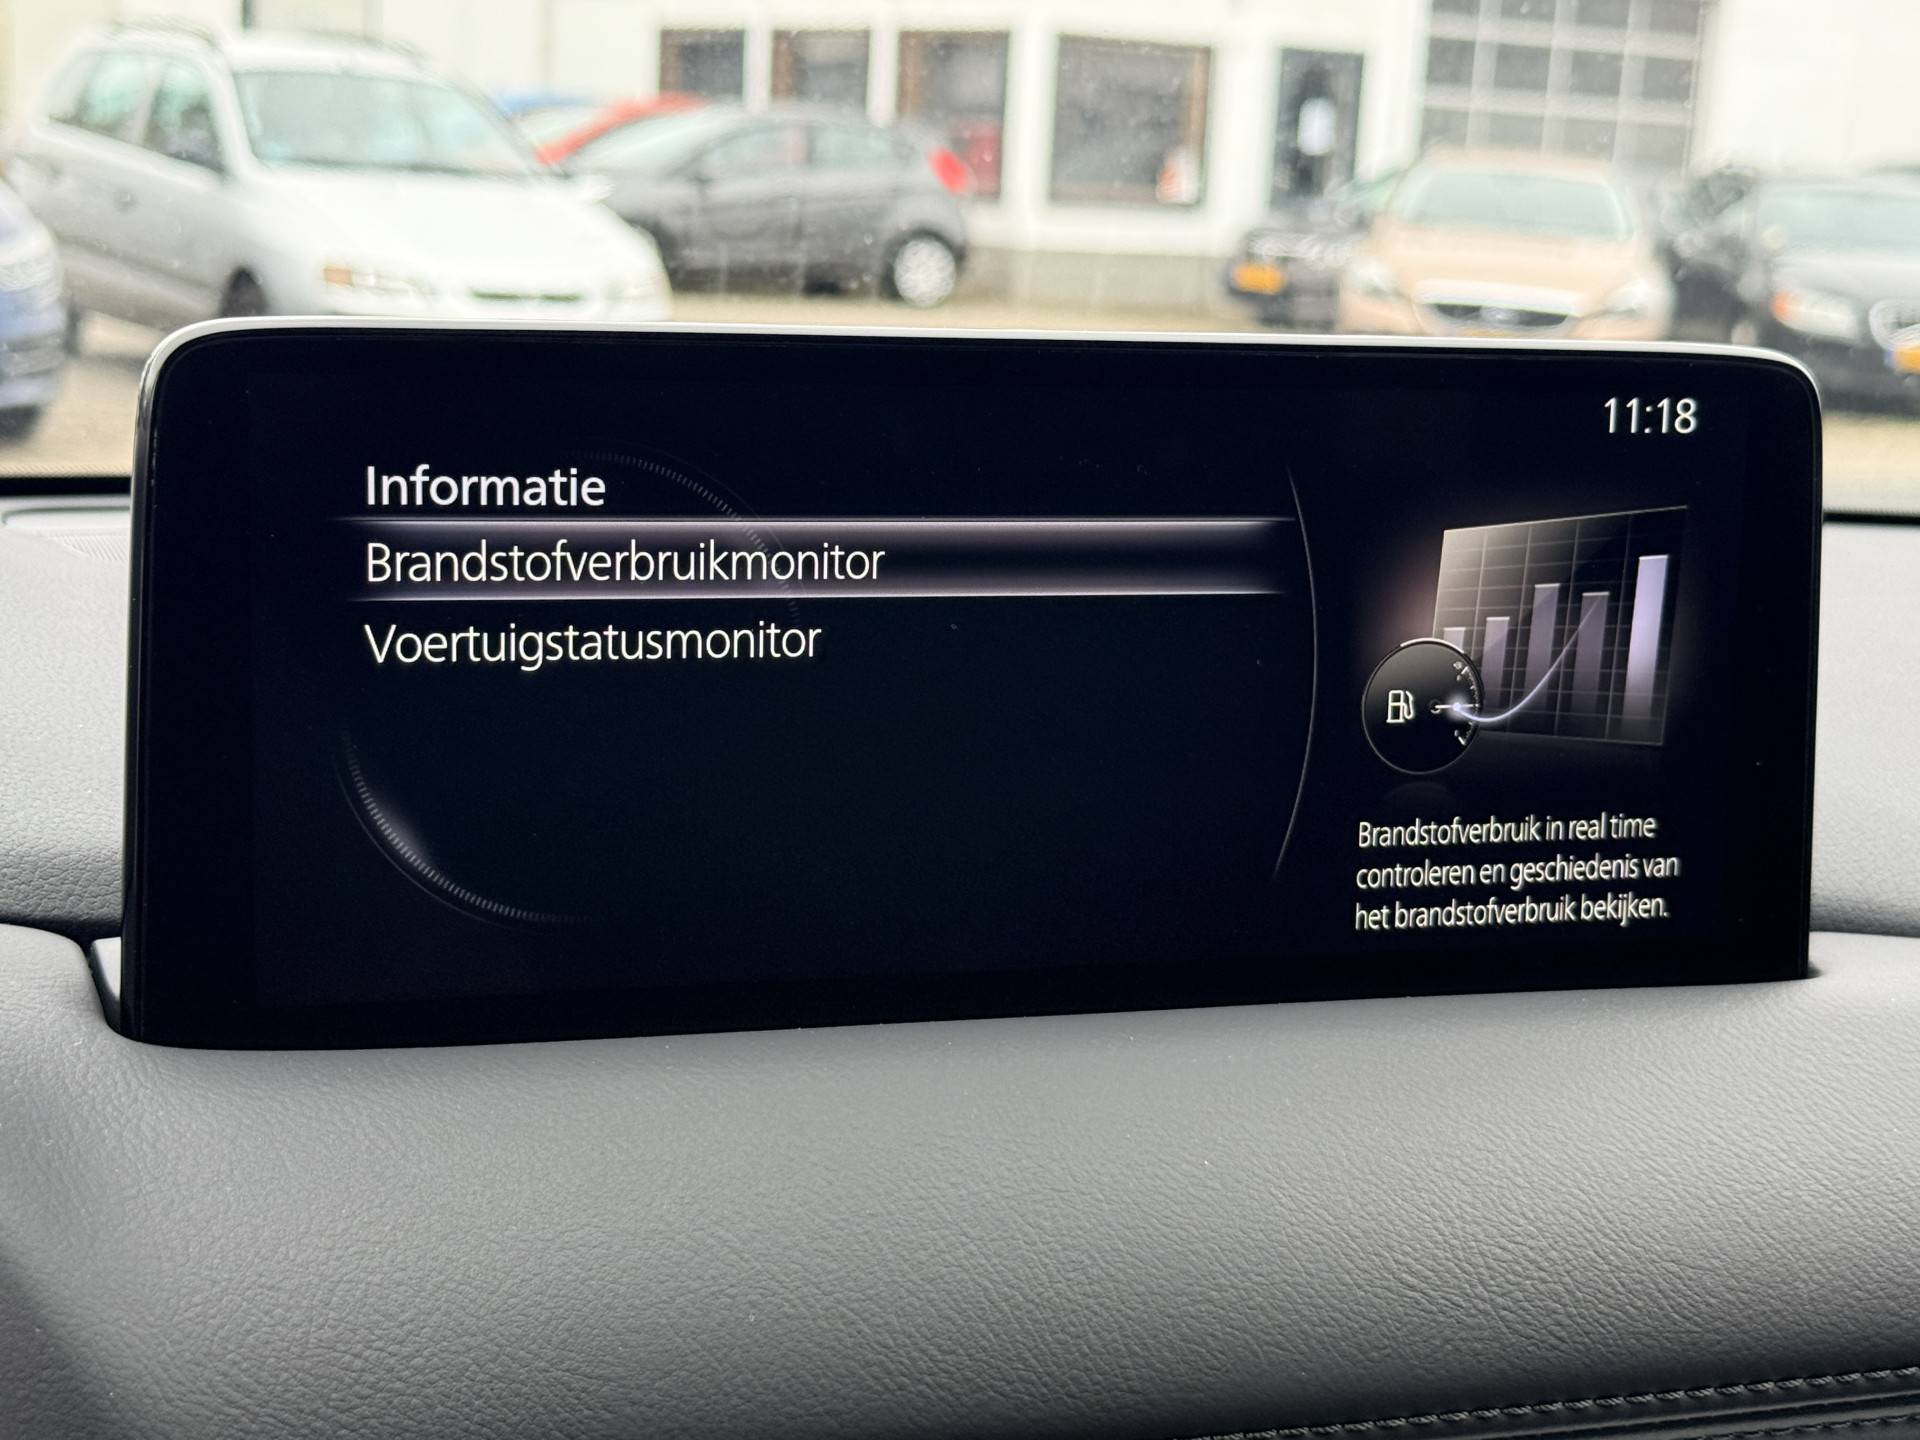 11:18
Informatie
Brandstofverbruikmonitor
Voertuigstatusmonitor
Brandstofverbruik in real time
controleren en geschiedenis van
het brandstofverbruik bekijken.